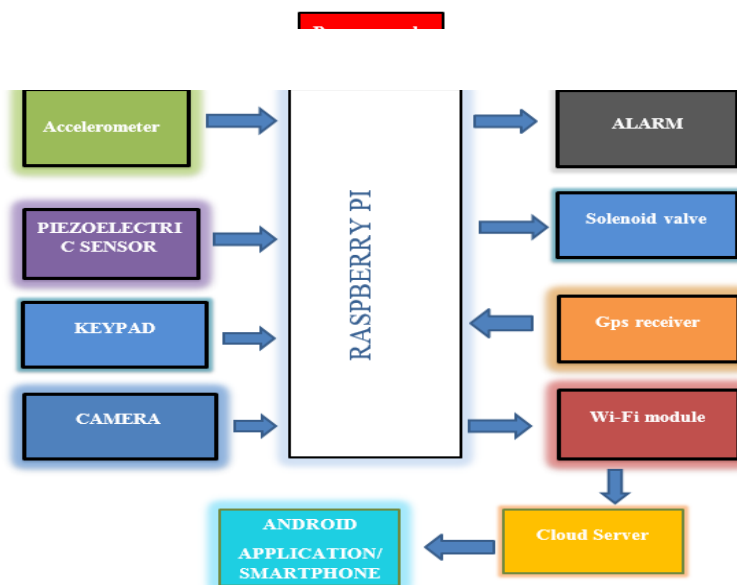 Accelerometer
ALARM
PIEZOELECTRI
C SENSOR
RASPBERRY PI
Solenoid valve
KEYPAD
Gps receiver
CAMERA
Wi-Fi module
ANDROID
APPLICATION/
SMARTPHONE
Cloud Server